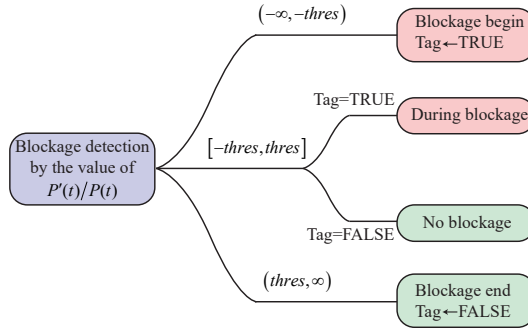 (-∞, -thres)
Blockage begin
Tag←TRUE
Tag=TRUE
During blockage
Blockage detection
by the value of
P'(t)/P(t)
[-thres, thres]
Tag=FALSE
No blockage
(thres, ∞)
Blockage end
Tag←FALSE